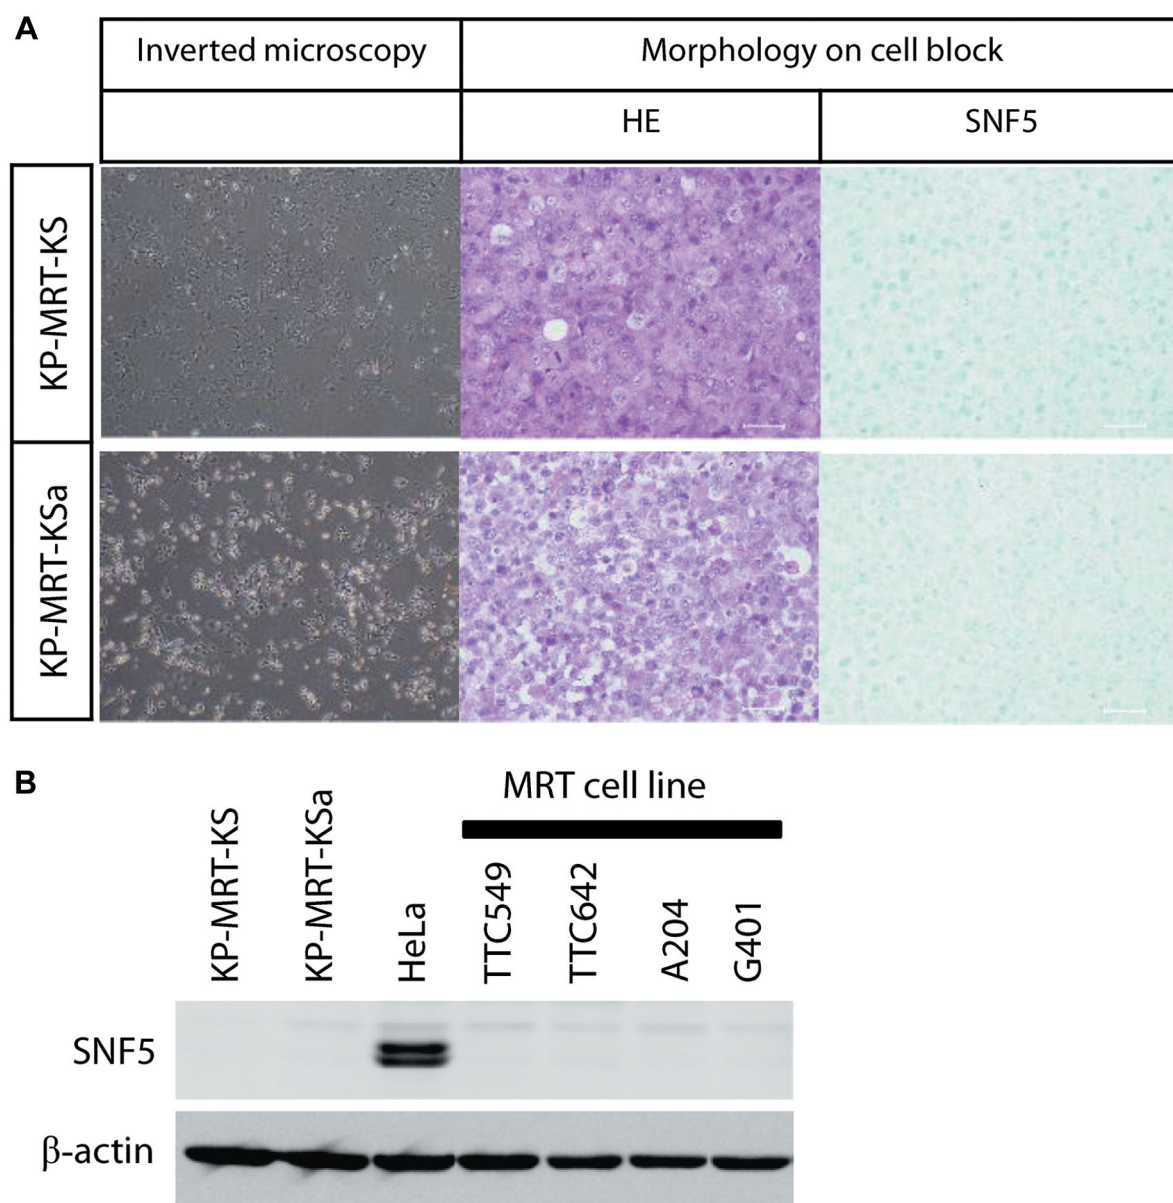 A
Inverted microscopy
Morphology on cell block
HE
SNF5
KP-MRT-KS
KP-MRT-KSa
B
MRT cell line
KP-MRT-KS
KP-MRT-KSa
HeLa
TTC549
TTC642
A204
G401
SNF5
β-actin